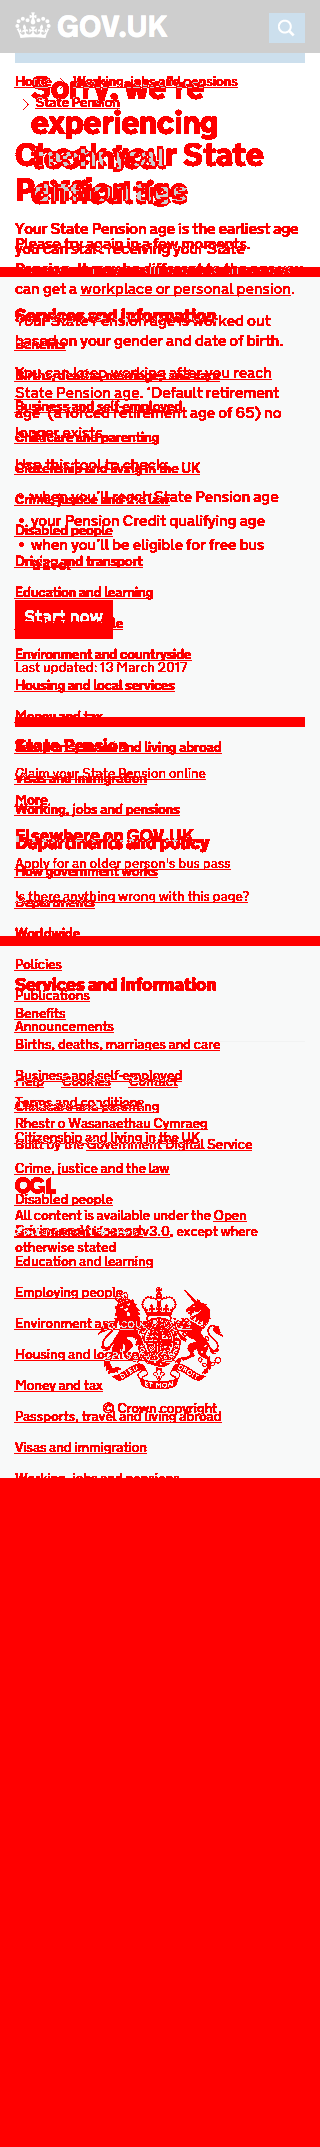 GOV.UK
Home
Working, jobs and pensions
State Pension
Sorry, we're
experiencing
Check your State
Pension age
Your State Pension age is the earliest age
Please try again in a few moments.
you can start receiving your State
can get a workplace or personal pension.
Services and information
Your State Pension age is worked out
based on your gender and date of birth.
Benefits
You can keep working after you reach
Births, deaths, marriages and care
State Pension age. ‘Default retirement
Business and self-employed
age’ (a forced retirement age of 65) no
longer exists.
Childcare and parenting
Use this tool to check:
Citizenship and living in the UK
• when you’ll reach State Pension age
Crime, justice and the law
• your Pension Credit qualifying age
Disabled people
• when you’ll be eligible for free bus
travel
Driving and transport
Education and learning
Start now
Environment and countryside
Last updated: 13 March 2017
Housing and local services
Money and tax
State Pension
Passports, travel and living abroad
Claim your State Pension online
Visas and immigration
More
Working, jobs and pensions
Elsewhere on GOV.UK
Departments and policy
Apply for an older person's bus pass
How government works
Is there anything wrong with this page?
Departments
Worldwide
Policies
Services and information
Publications
Benefits
Announcements
Births, deaths, marriages and care
Business and self-employed
Help Cookies Contact
Terms and conditions
Childcare and parenting
Rhestr o Wasanaethau Cymraeg
Citizenship and living in the UK
Built by the Government Digital Service
Crime, justice and the law
OGL
Disabled people
All content is available under the Open
Government Licence v3.0, except where
Driving and transport
otherwise stated
Education and learning
Employing people
Environment and countryside
Housing and local services
Money and tax
© Crown copyright
Passports, travel and living abroad
Visas and immigration
Working, jobs and pensions